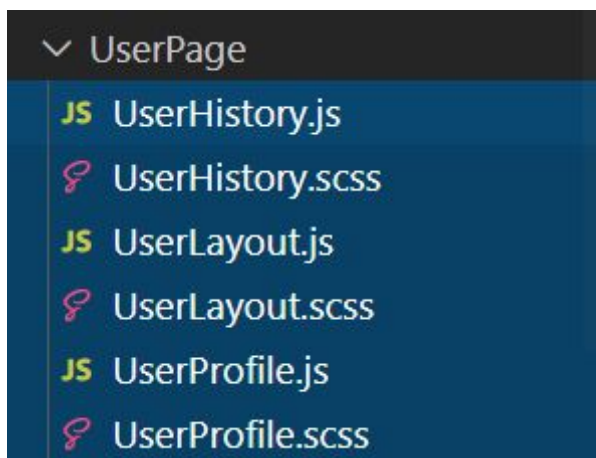 UserPage
JS UserHistory.js
UserHistory.scss
JS UserLayout.js
UserLayout.scss
JS UserProfile.js
UserProfile.scss